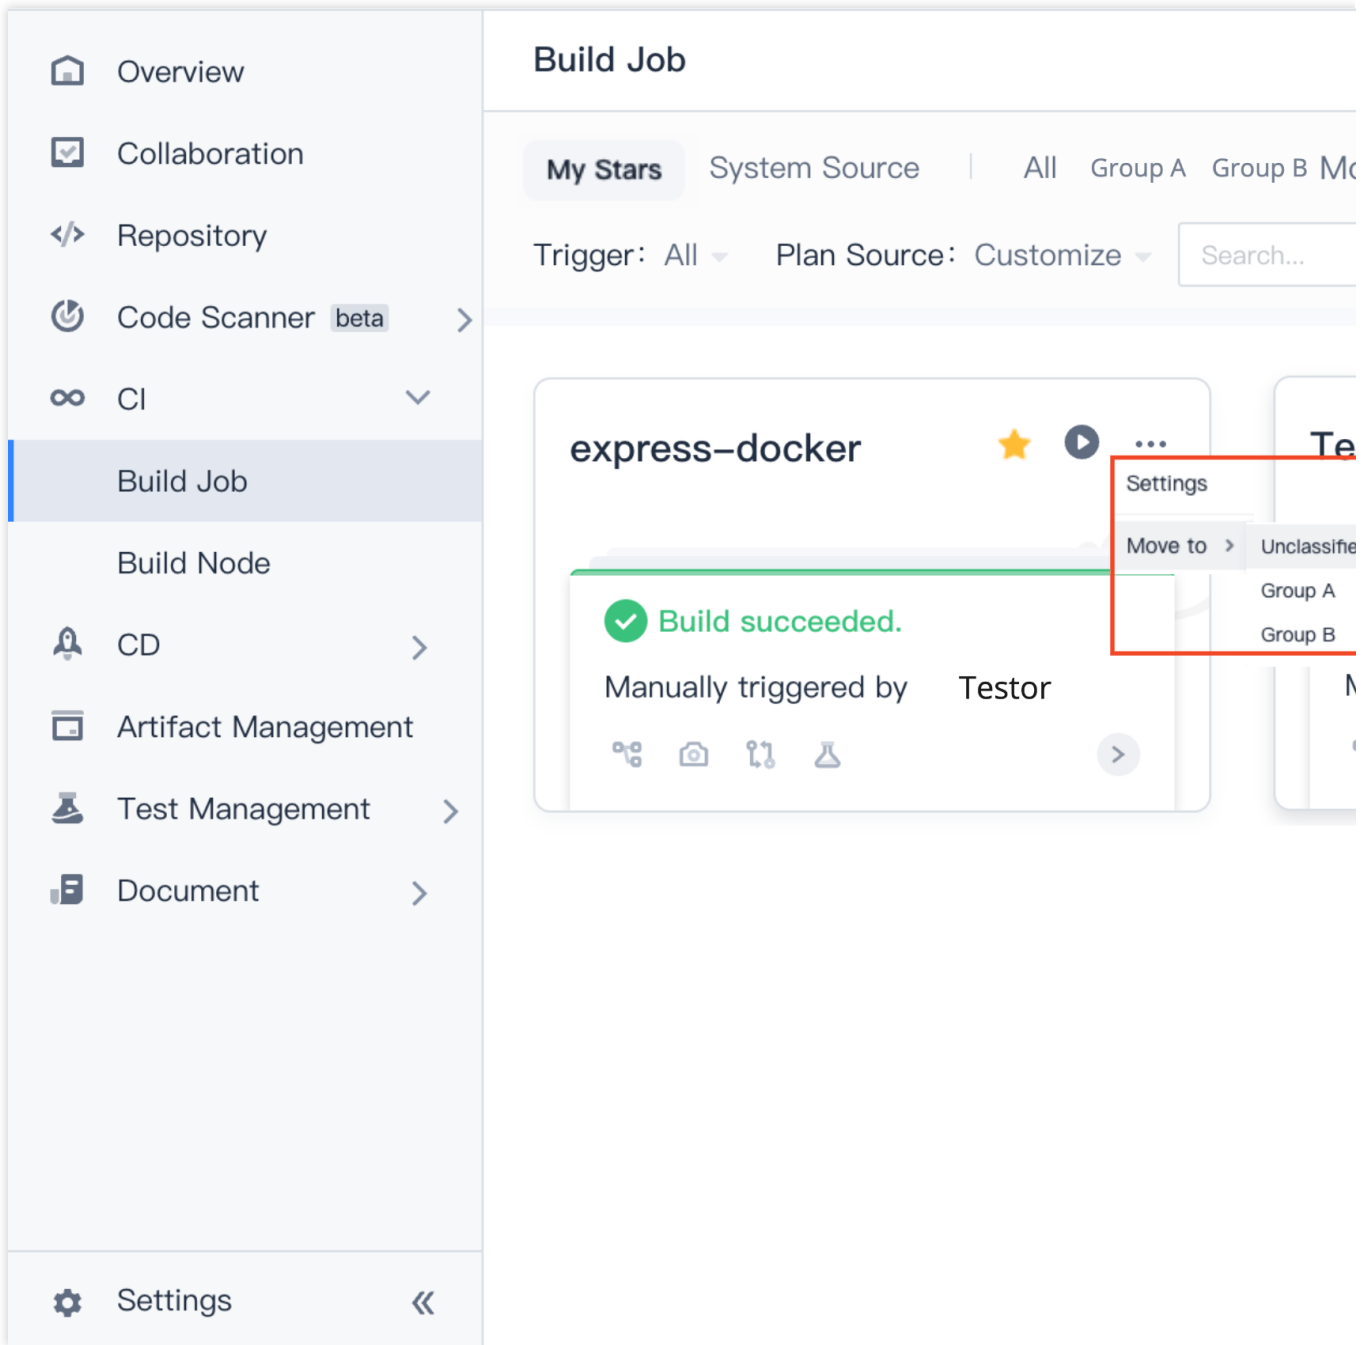 Overview
Collaboration
Repository
Code Scanner beta
CI
Build Job
Build Node
CD
Artifact Management
Test Management
Document
Settings
Build Job
My Stars System Source All Group A Group B
Trigger: All Plan Source: Customize Search...
express-docker
Settings
Move to
Group A
Group B
Build succeeded.
Manually triggered by Testor